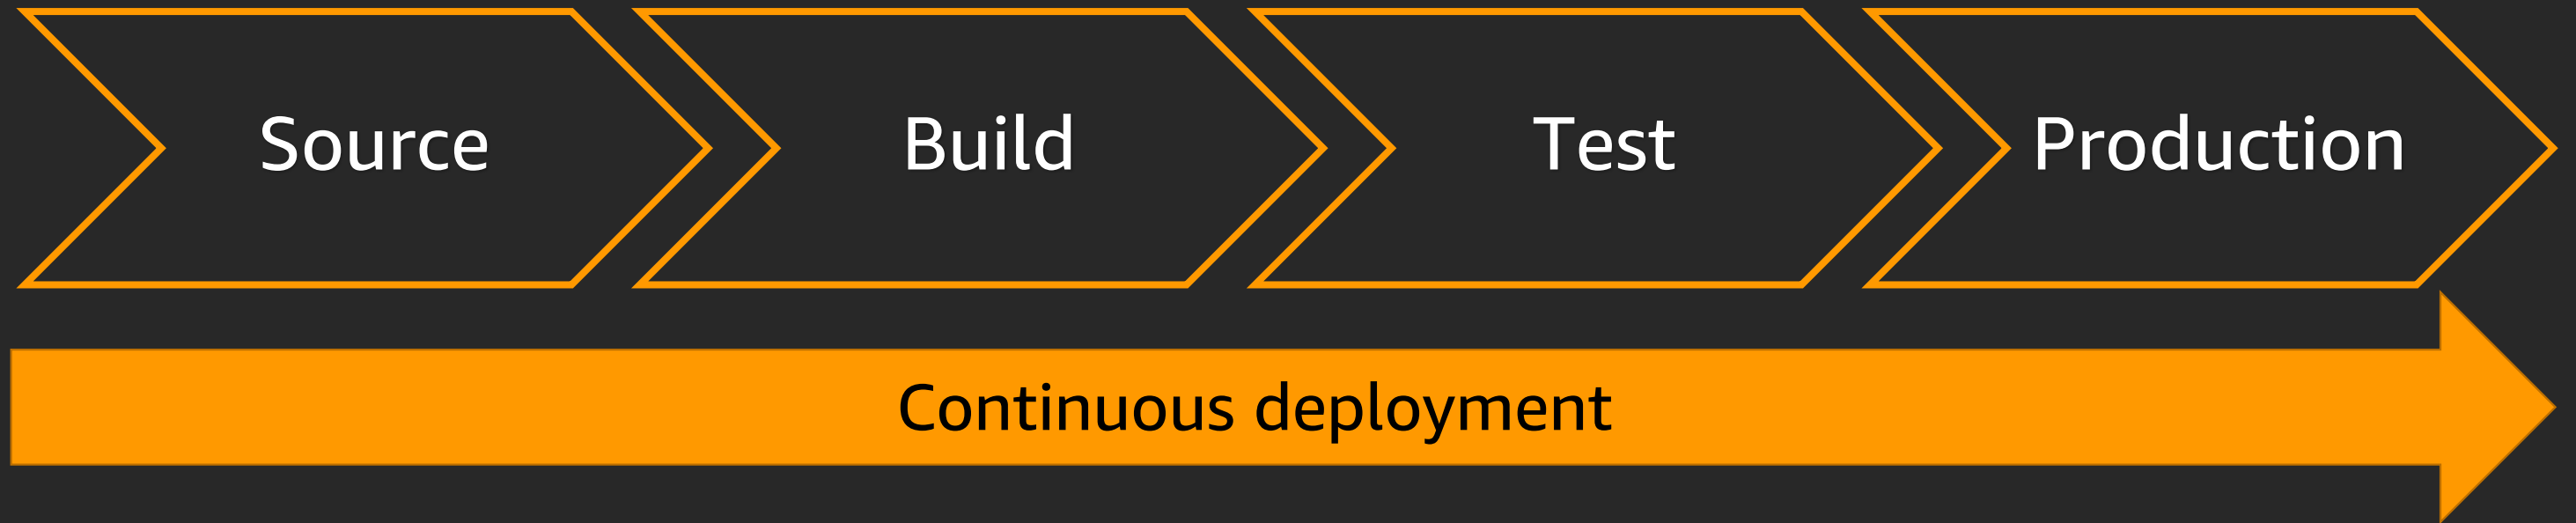 Source
Build
Test
Production
Continuous deployment